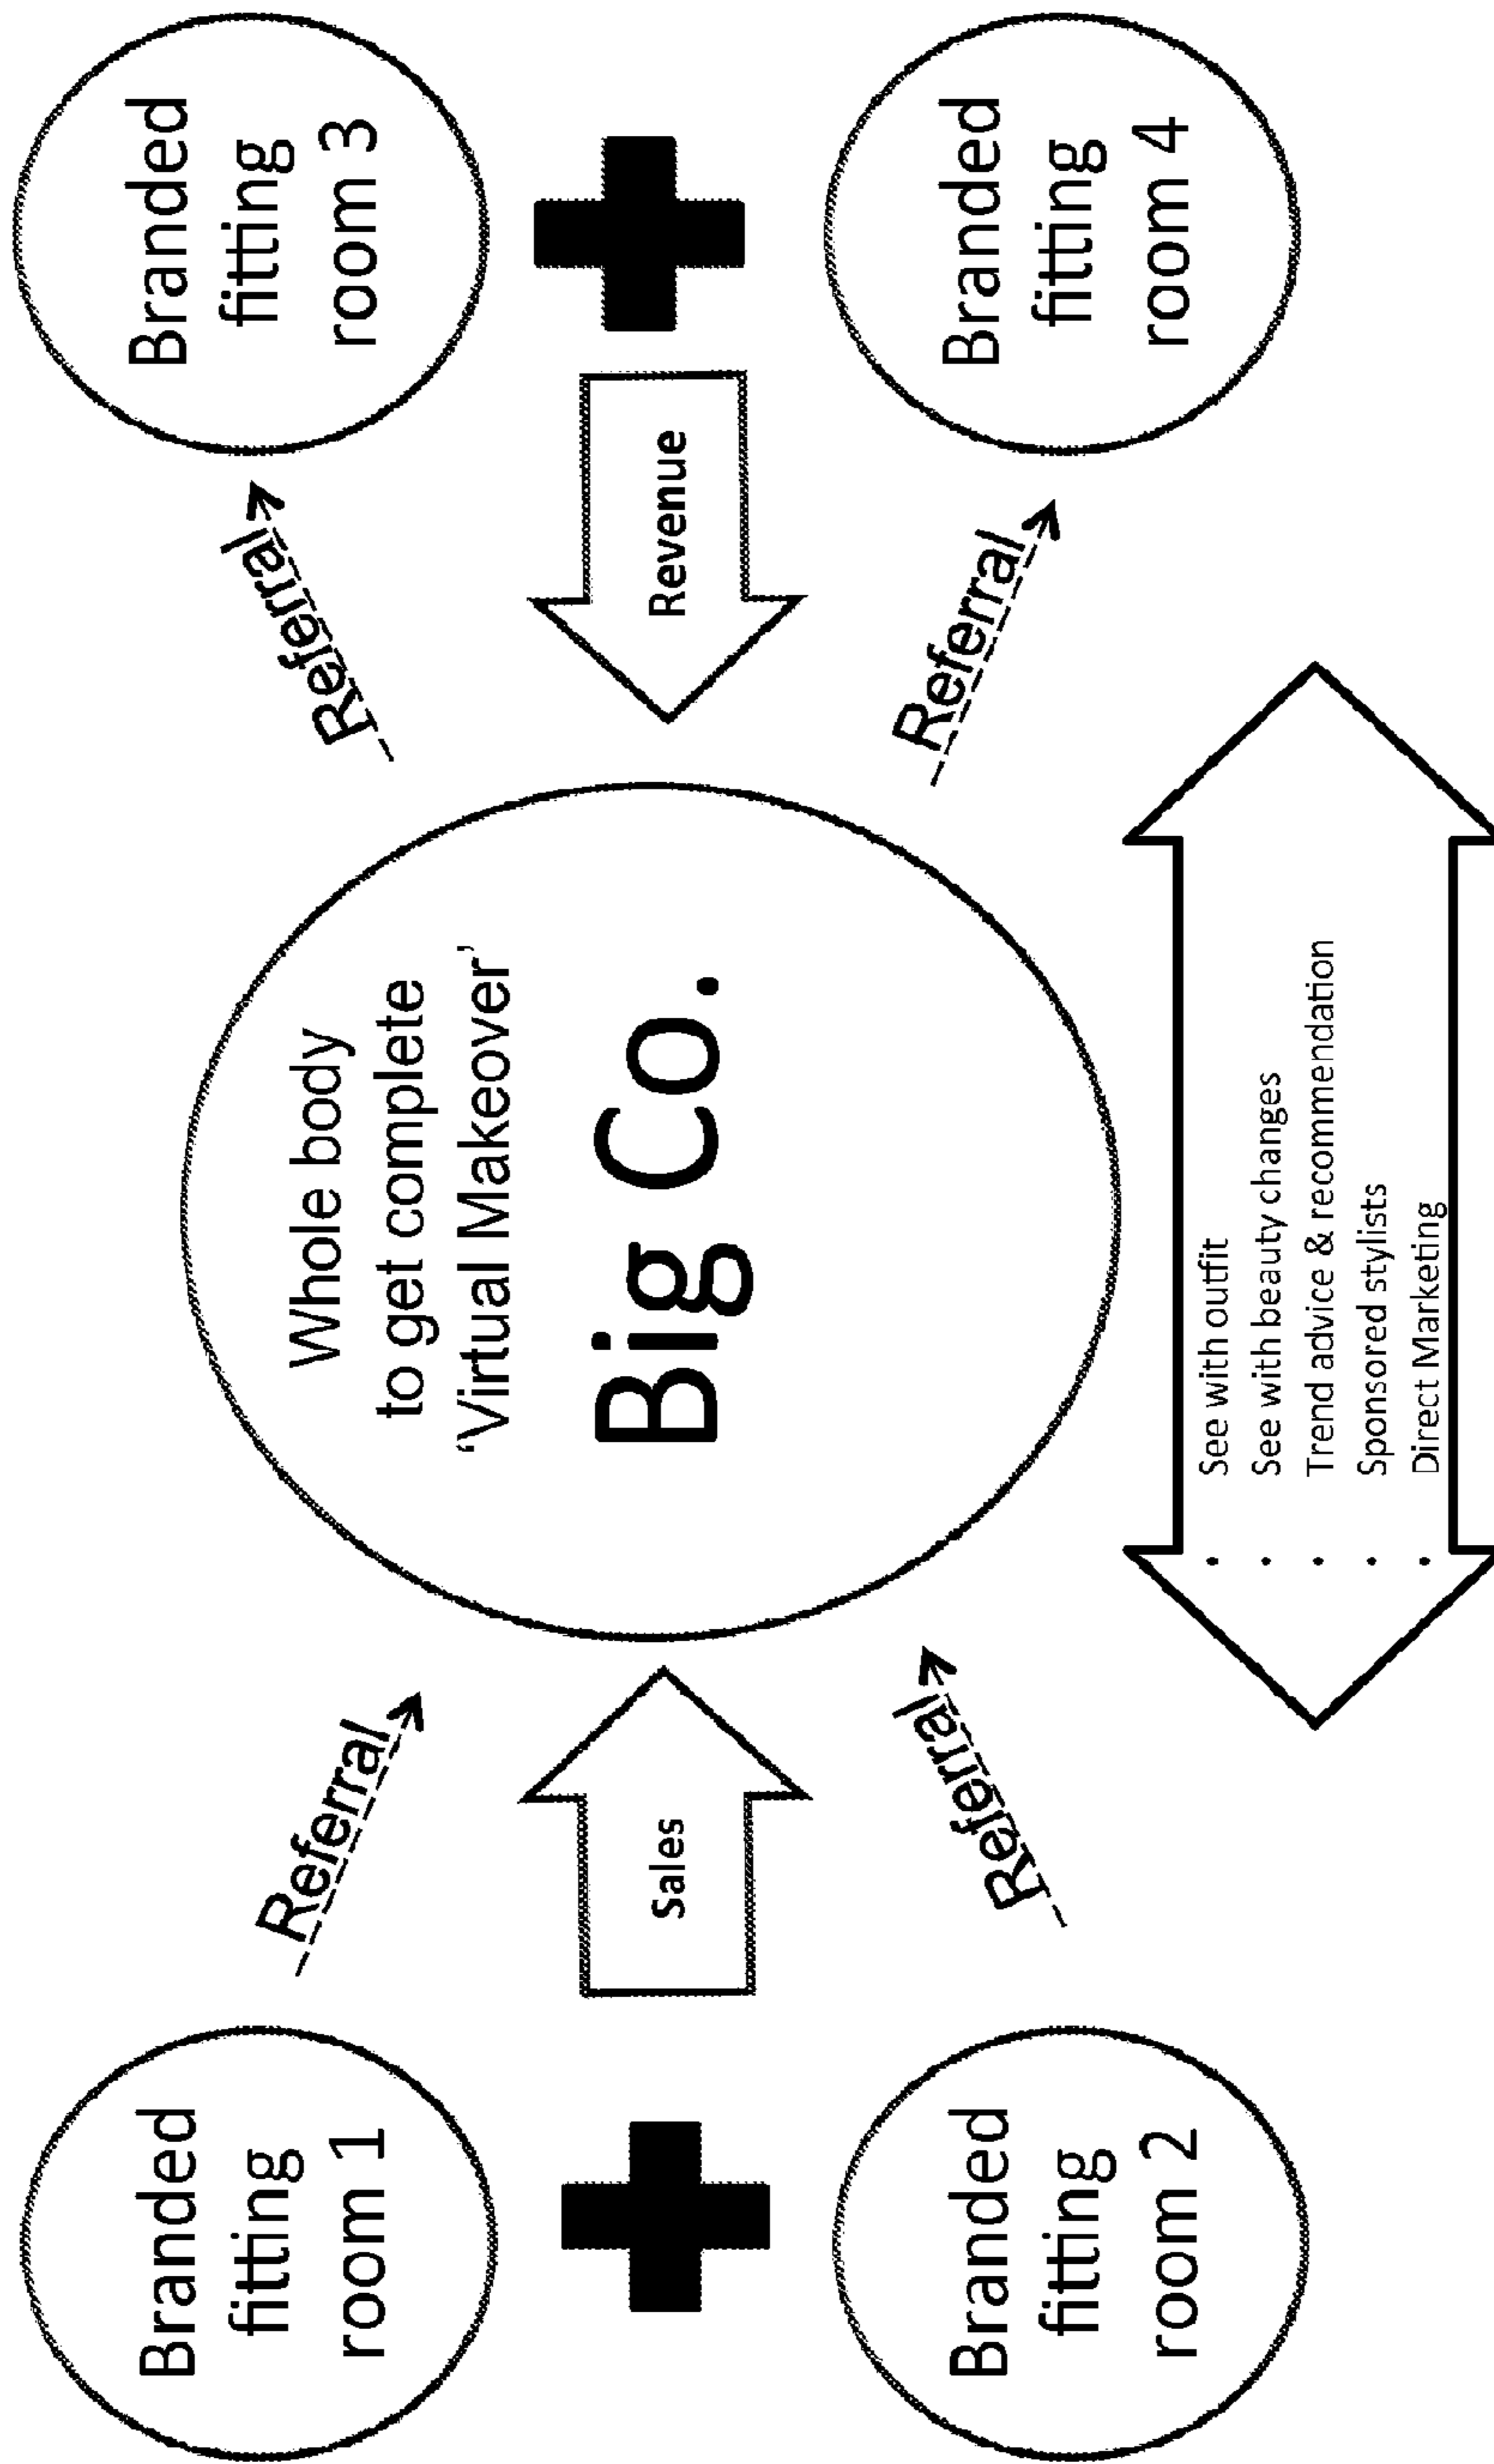 Branded
fitting
room 1
Branded
fitting
room 2
Referral
Sales
Referral
Whole body
to get complete
‘Virtual Makeover’
Big Co.
Referral
Revenue
Referral
Branded
fitting
room 3
Branded
fitting
room 4
• See with outfit
• See with beauty changes
• Trend advice & recommendation
• Sponsored stylists
• Direct Marketing